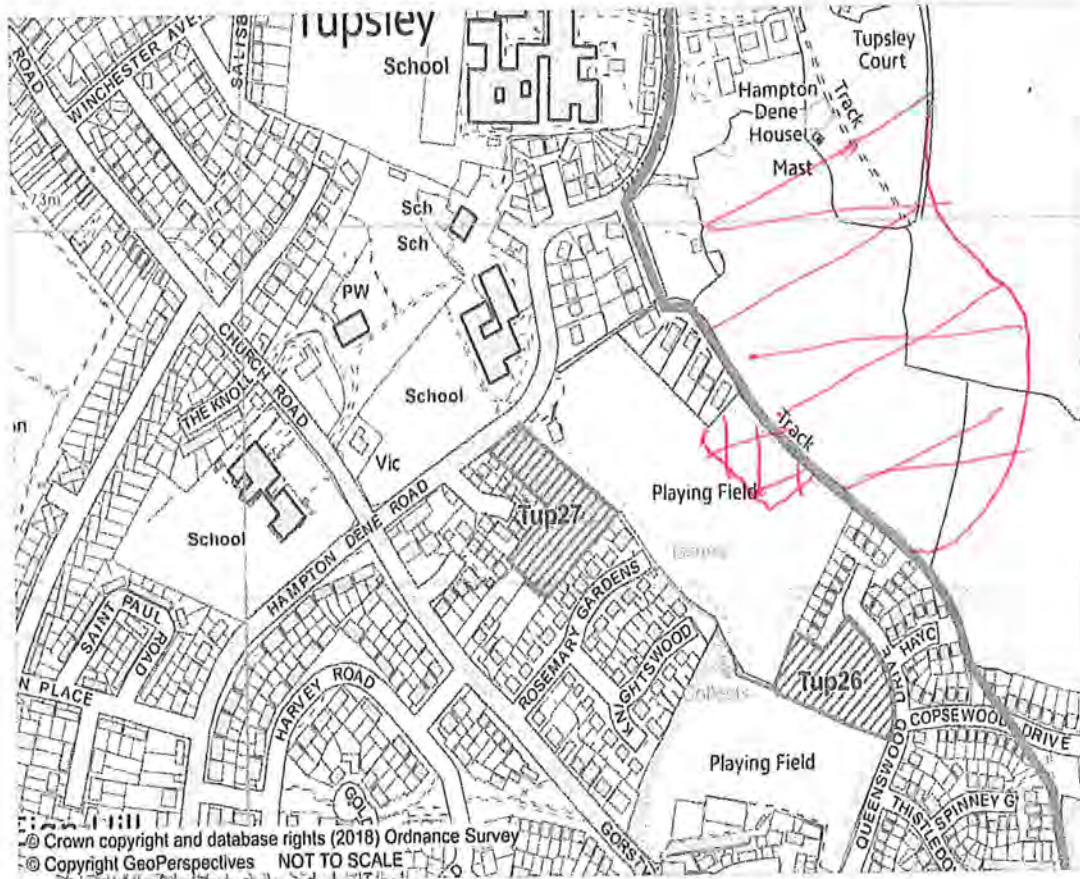 Tupsley
School
Tupsley
Court
Track
Hampton
Dene
House
Mast
ROAD
WINCHESTER AVE
SALISB
73m
Sch
Sch
PW
CHURCH ROAD
THE KNOLL
School
Vic
School
HAMPTON DENE ROAD
Tup27
Track
Playing Field
ROSEMARY GARDENS
KNIGHTSWOOD
SAINT PAUL ROAD
N PLACE
HARVEY ROAD
Tup26
HAYC
DRIVE
COPSEWOOD DRIVE
Playing Field
QUEENSWOOD
SPINNEY G
THISTLEDO
GORST
© Crown copyright and database rights (2018) Ordnance Survey
© Copyright GeoPerspectives NOT TO SCALE